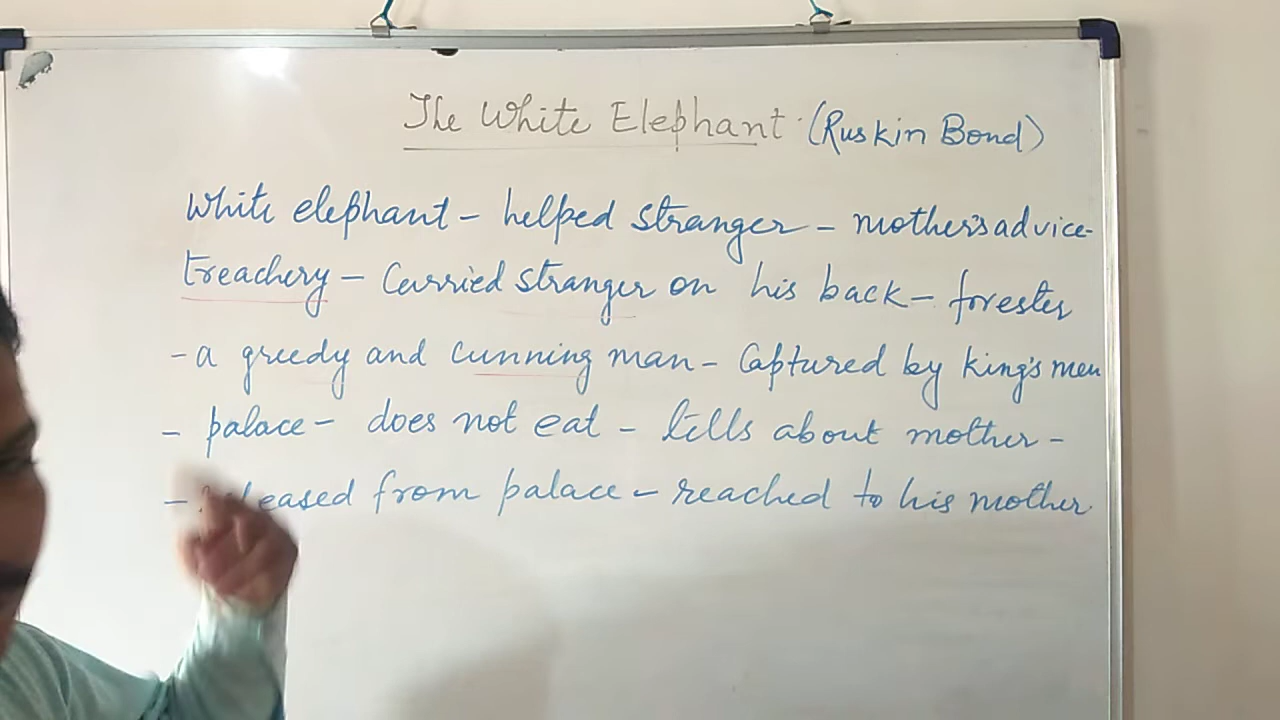 The White Elephant (Ruskin Bond)
White elephant - helped stranger - mother's advice-
treachery - Carried stranger on his back - forester
- a greedy and cunning man - Captured by King's men
- palace - does not eat - tells about mother -
- from palace - reached to his mother.